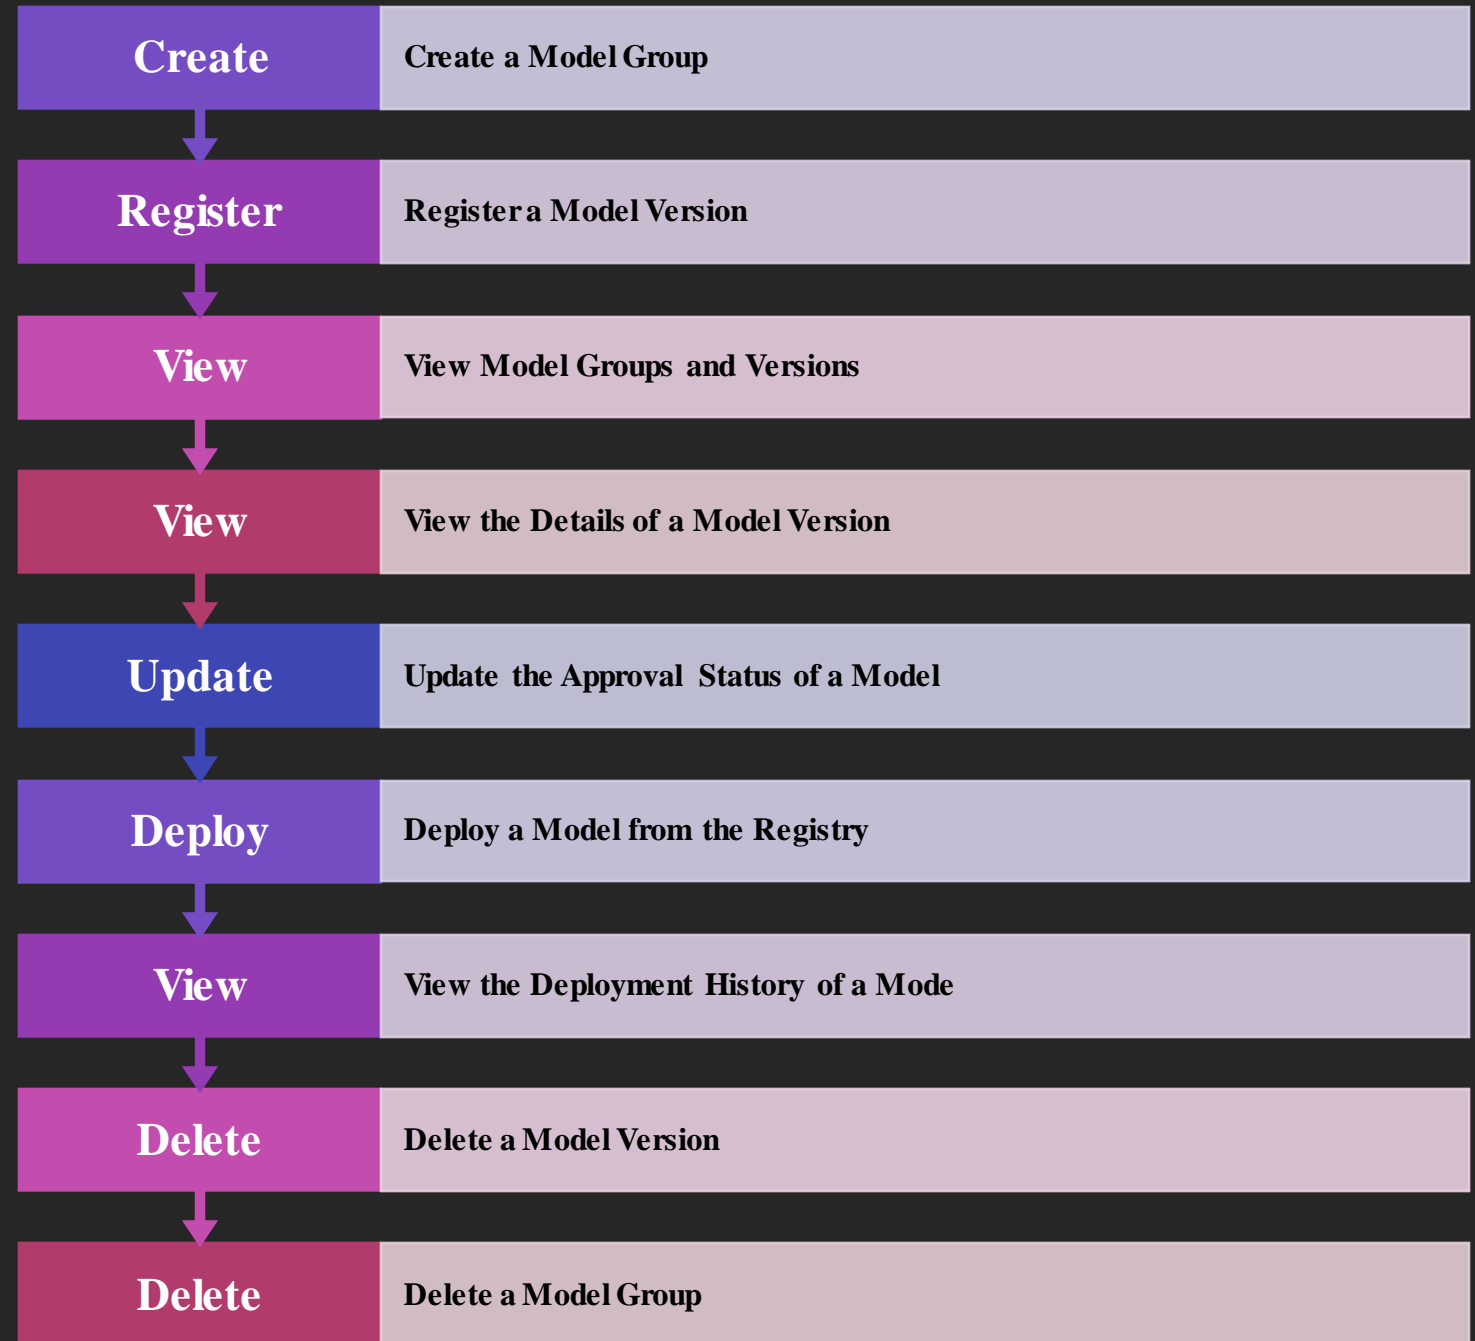 Create
Create a Model Group
Register
Register a Model Version
View
View Model Groups and Versions
View
View the Details of a Model Version
Update
Update the Approval Status of a Model
Deploy
Deploy a Model from the Registry
View
View the Deployment History of a Mode
Delete
Delete a Model Version
Delete
Delete a Model Group